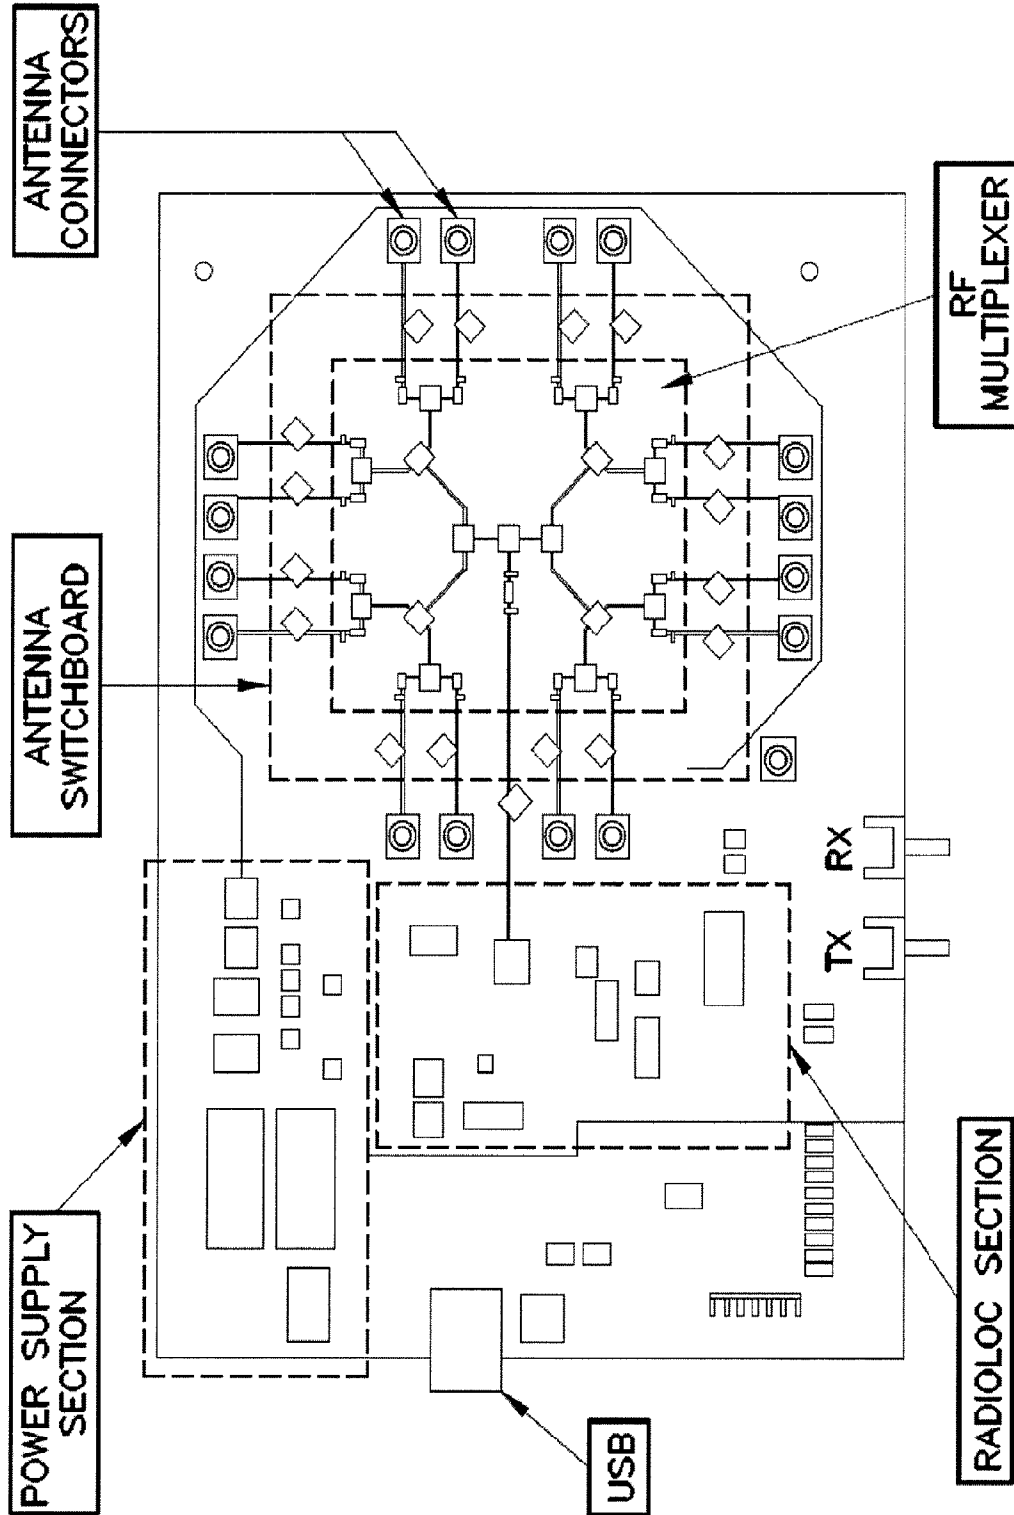 POWER SUPPLY
SECTION
ANTENNA
SWITCHBOARD
ANTENNA
CONNECTORS
USB
TX
RX
RADIOLOC SECTION
RF
MULTIPLEXER